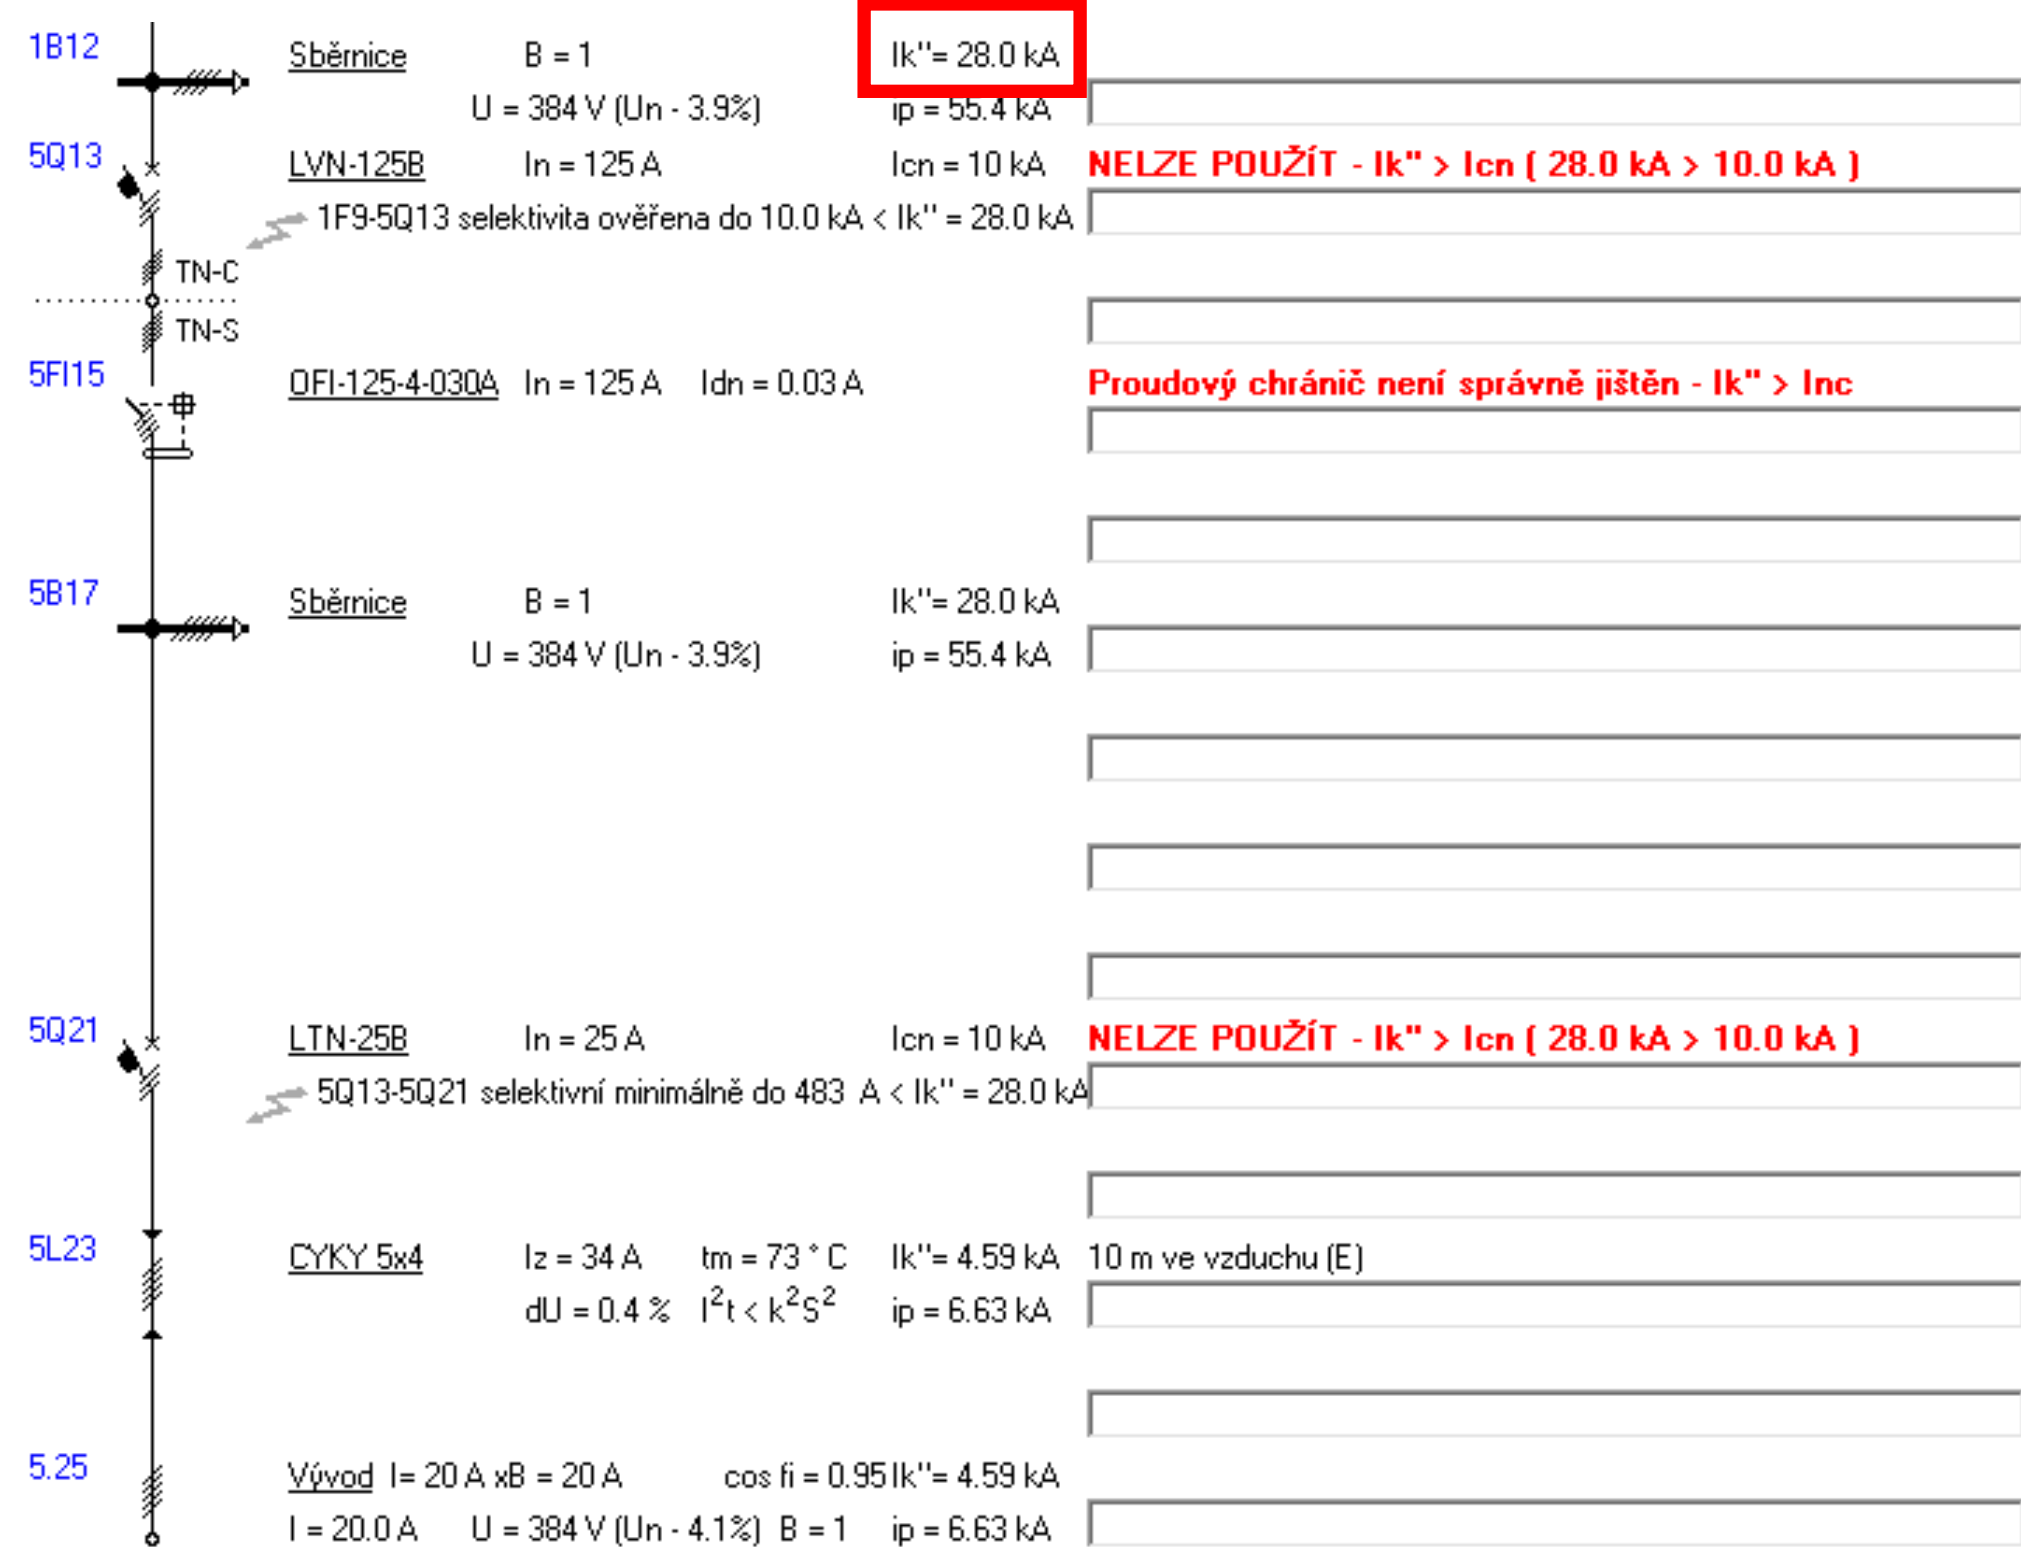 1B12 Sběrnice B = 1 Ik''= 28.0 kA
U = 384 V (Un - 3.9%) ip = 55.4 kA
5Q13 LVN-125B In = 125 A Icn = 10 kA NELZE POUŽÍT - Ik'' > Icn ( 28.0 kA > 10.0 kA )
1F9-5Q13 selektivita ověřena do 10.0 kA < Ik'' = 28.0 kA
TN-C
TN-S
5FI15 OFI-125-4-030A In = 125 A Idn = 0.03 A Proudový chránič není správně jištěn - Ik'' > Inc
5B17 Sběrnice B = 1 Ik''= 28.0 kA
U = 384 V (Un - 3.9%) ip = 55.4 kA
5Q21 LTN-25B In = 25 A Icn = 10 kA NELZE POUŽÍT - Ik'' > Icn ( 28.0 kA > 10.0 kA )
5Q13-5Q21 selektivní minimálně do 483 A < Ik'' = 28.0 kA
5L23 CYKY 5x4 Iz = 34 A tm = 73 ° C Ik''= 4.59 kA 10 m ve vzduchu (E)
dU = 0.4 % I²t < k²S² ip = 6.63 kA
5.25 Vývod I= 20 A xB = 20 A cos fi = 0.95 Ik''= 4.59 kA
I = 20.0 A U = 384 V (Un - 4.1%) B = 1 ip = 6.63 kA